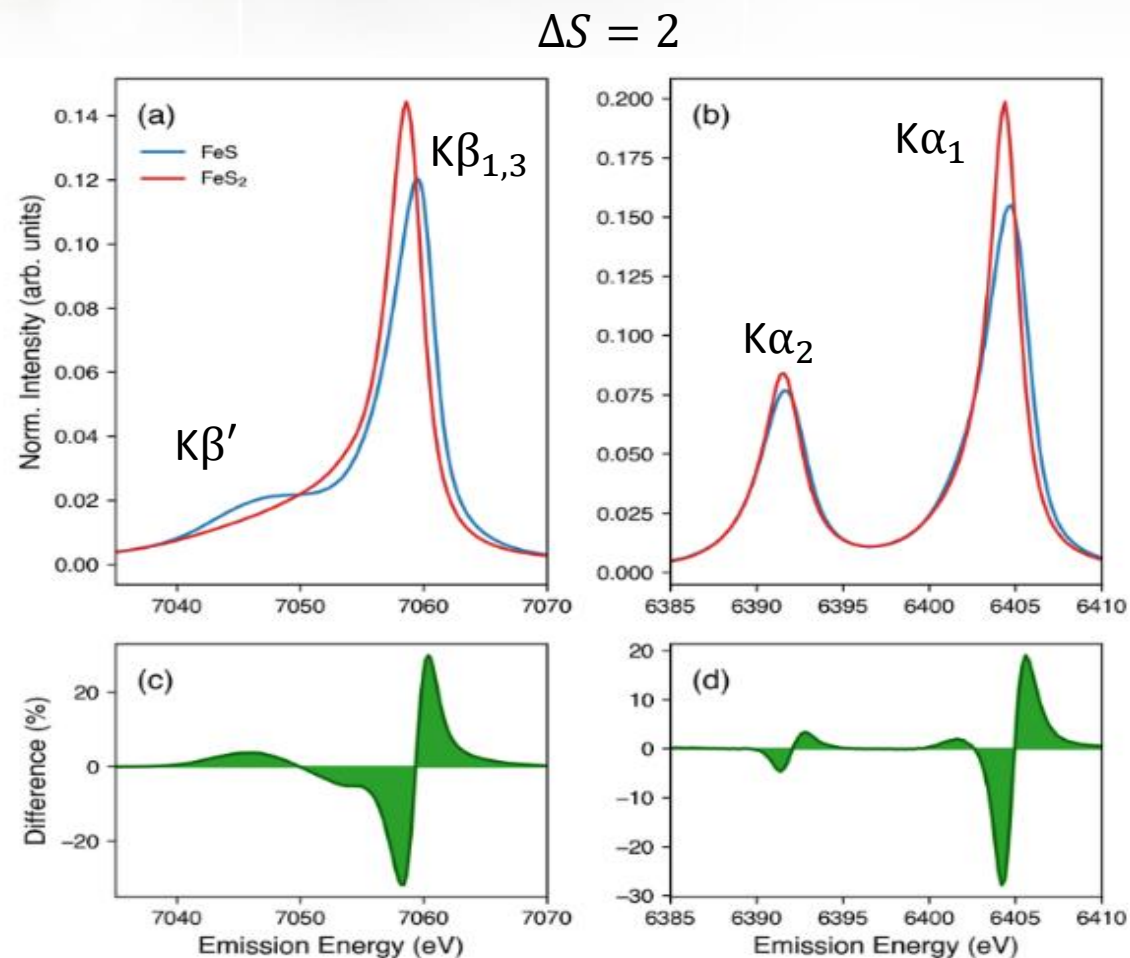 ΔS = 2
(a)
FeS
FeS₂
Kβ₁,₃
Kβ′
0.14
0.12
0.10
0.08
0.06
0.04
0.02
0.00
Norm. Intensity (arb. units)
7040 7050 7060 7070
(b)
Kα₁
Kα₂
0.200
0.175
0.150
0.125
0.100
0.075
0.050
0.025
0.000
6385 6390 6395 6400 6405 6410
(c)
20
0
−20
Difference (%)
7040 7050 7060 7070
Emission Energy (eV)
(d)
20
10
0
−10
−20
−30
6385 6390 6395 6400 6405 6410
Emission Energy (eV)